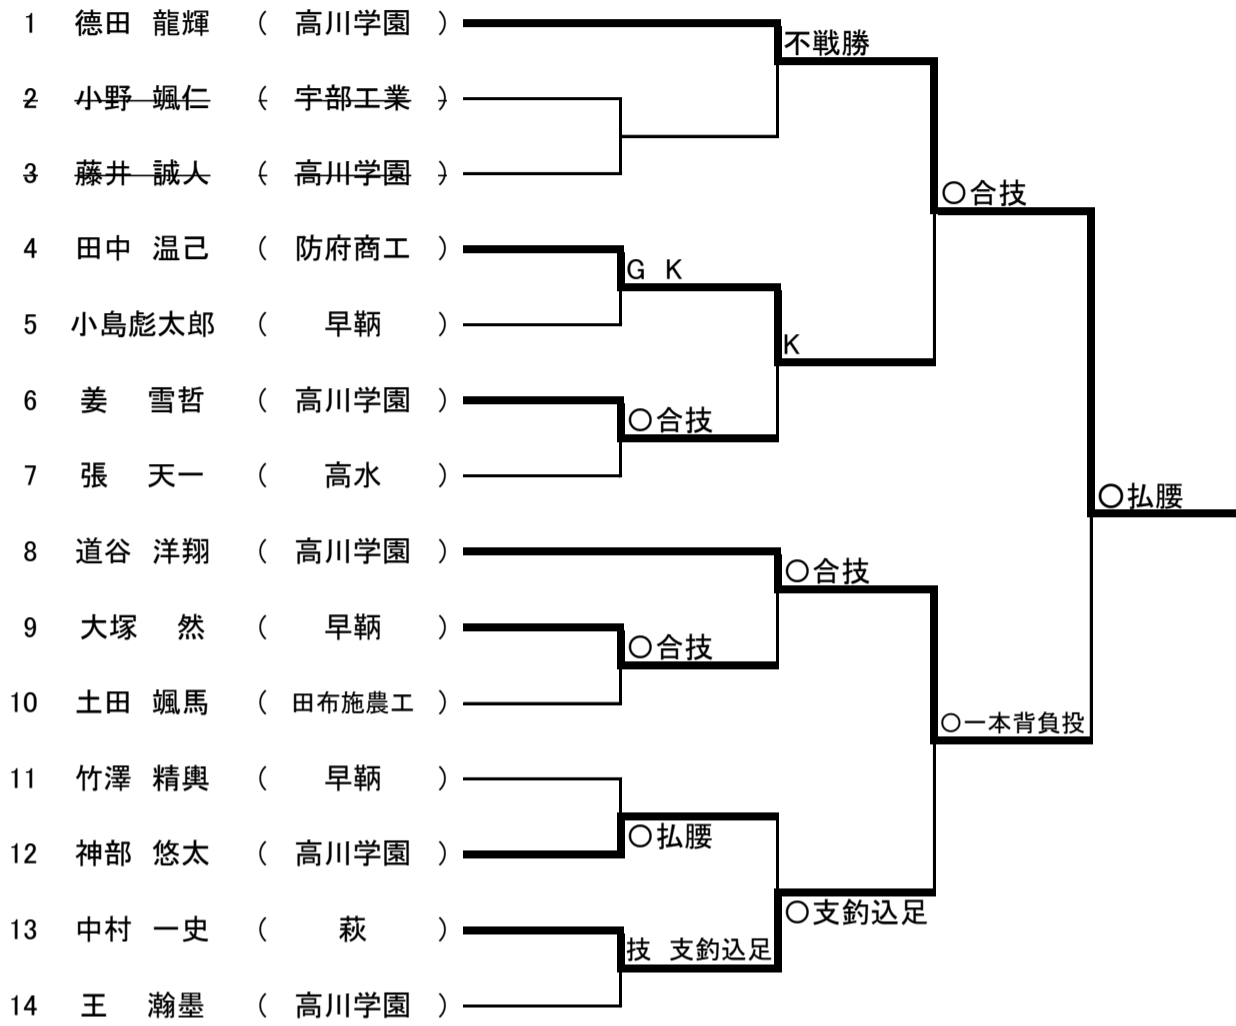 1 德田 龍輝 ( 高川学園 )
不戦勝
2 小野 颯仁 ( 宇部工業 )
3 藤井 誠人 ( 高川学園 )
○合技
4 田中 温己 ( 防府商工 )
G K
5 小島彪太郎 ( 早鞆 )
K
6 姜 雪哲 ( 高川学園 )
○合技
7 張 天一 ( 高水 )
○払腰
8 道谷 洋翔 ( 高川学園 )
○合技
9 大塚 然 ( 早鞆 )
○合技
10 土田 颯馬 ( 田布施農工 )
○一本背負投
11 竹澤 精輿 ( 早鞆 )
○払腰
12 神部 悠太 ( 高川学園 )
○支釣込足
13 中村 一史 ( 萩 )
技 支釣込足
14 王 瀚墨 ( 高川学園 )